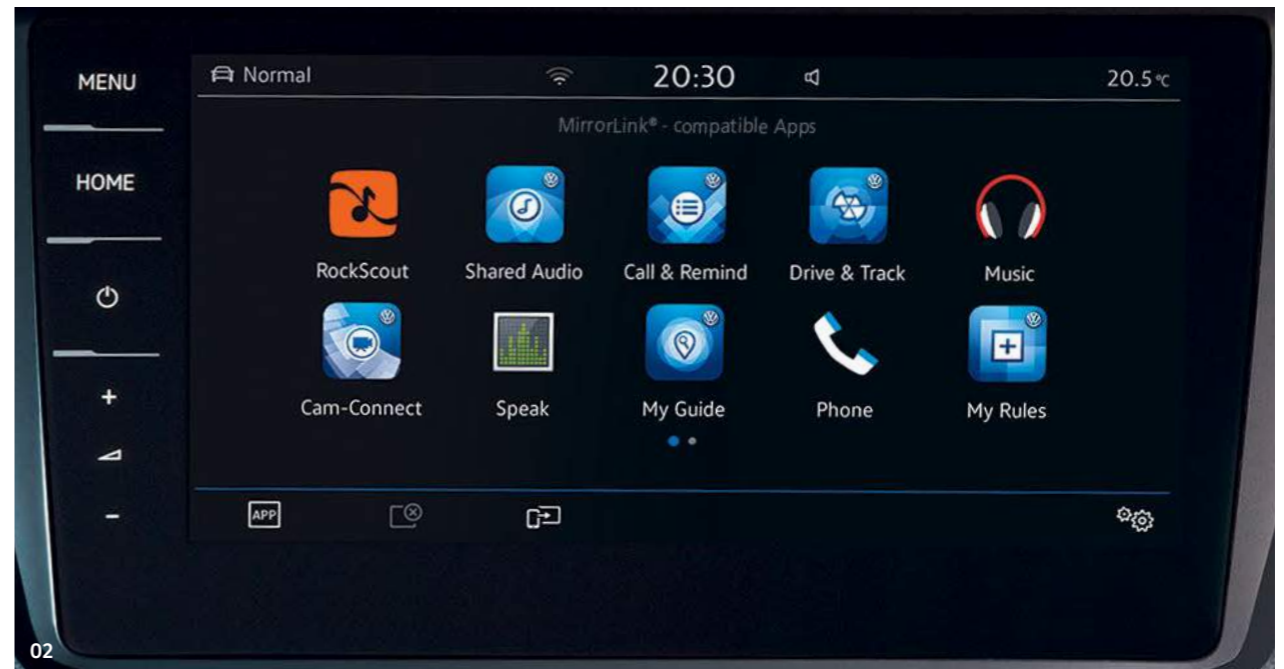 MENU
HOME
+
-
Normal
20:30
20.5 °C
MirrorLink® - compatible Apps
RockScout
Shared Audio
Call & Remind
Drive & Track
Music
Cam-Connect
Speak
My Guide
Phone
My Rules
APP
02